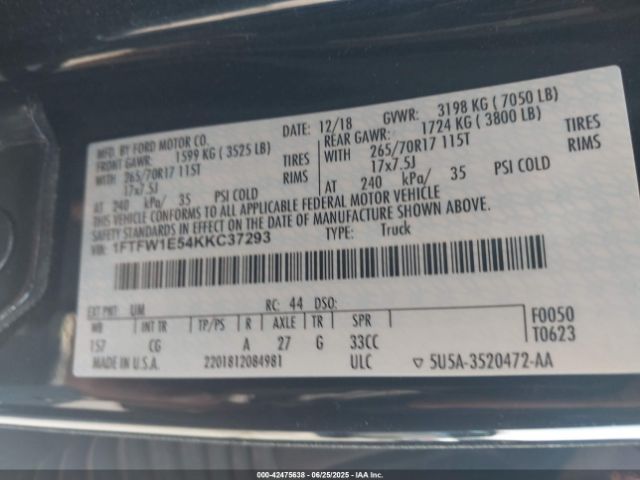 MFD. BY FORD MOTOR CO.
DATE: 12/18 GVWR: 3198 KG ( 7050 LB)
FRONT GAWR: 1599 KG ( 3525 LB)
REAR GAWR: 1724 KG ( 3800 LB)
WITH 265/70R17 115T TIRES
WITH 265/70R17 115T TIRES
17x7.5J RIMS
17x7.5J RIMS
AT 240 kPa/ 35 PSI COLD
AT 240 kPa/ 35 PSI COLD
THIS VEHICLE CONFORMS TO ALL APPLICABLE FEDERAL MOTOR VEHICLE
SAFETY STANDARDS IN EFFECT ON THE DATE OF MANUFACTURE SHOWN ABOVE.
VIN: 1FTFW1E54KKC37293 TYPE: Truck
EXT PNT: UM RC: 44 DSO: F0050
WB INT TR TP/PS R AXLE TR SPR T0623
157 CG A 27 G 33CC
MADE IN U.S.A. 2201812084981 ULC ▽ 5U5A-3520472-AA
000-42475638 - 06/25/2025 - IAA Inc.